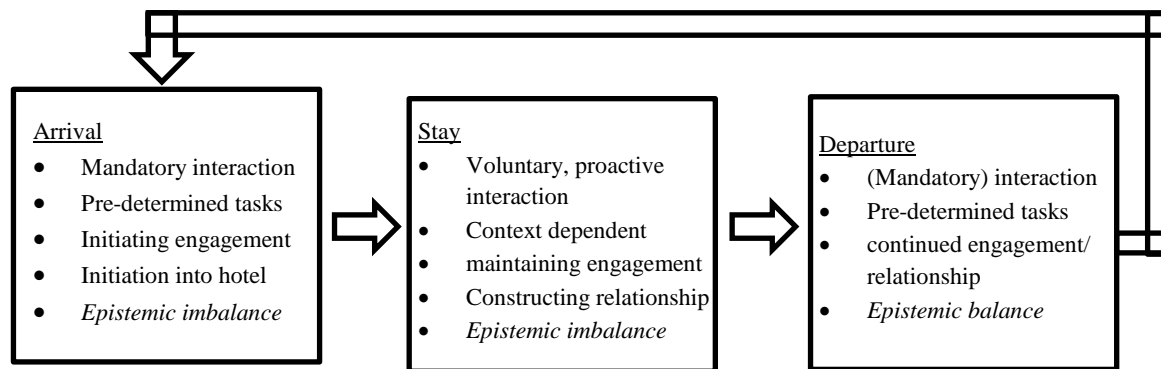 Arrival
• Mandatory interaction
• Pre-determined tasks
• Initiating engagement
• Initiation into hotel
• Epistemic imbalance
Stay
• Voluntary, proactive
interaction
• Context dependent
• maintaining engagement
• Constructing relationship
• Epistemic imbalance
Departure
• (Mandatory) interaction
• Pre-determined tasks
• continued engagement/
relationship
• Epistemic balance